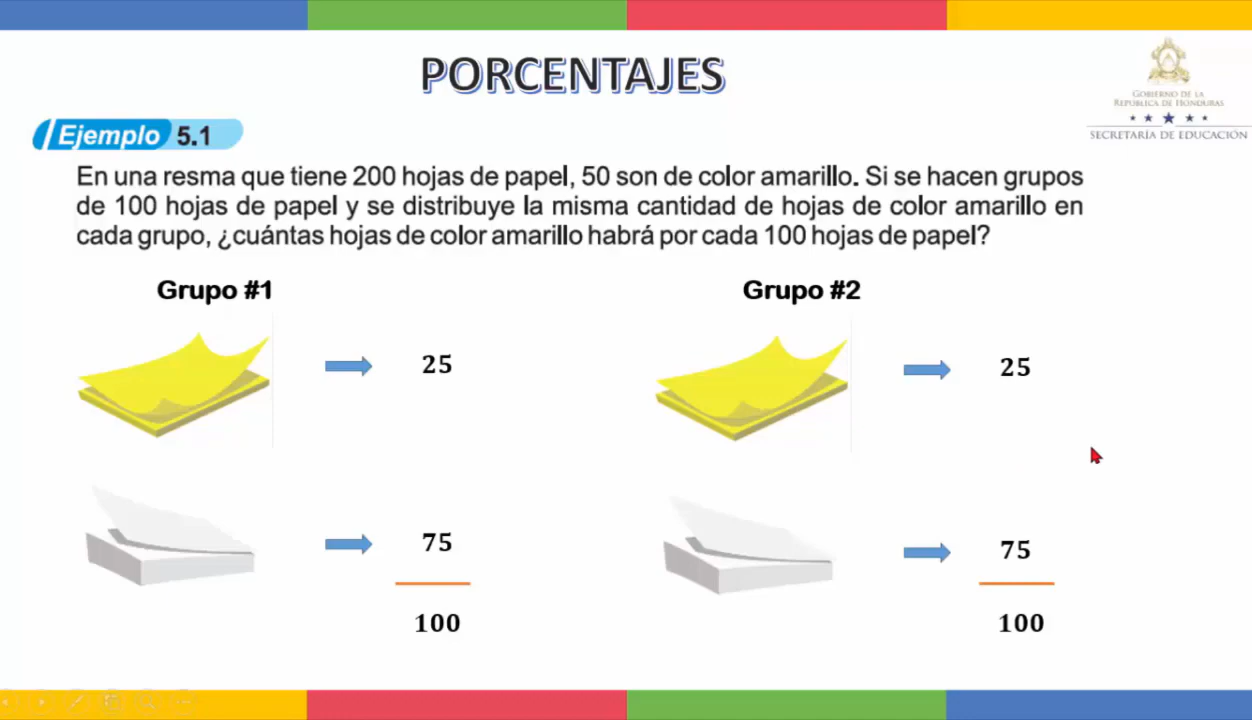 PORCENTAJES
GOBIERNO DE LA
REPÚBLICA DE HONDURAS
SECRETARÍA DE EDUCACIÓN
Ejemplo 5.1
En una resma que tiene 200 hojas de papel, 50 son de color amarillo. Si se hacen grupos
de 100 hojas de papel y se distribuye la misma cantidad de hojas de color amarillo en
cada grupo, ¿cuántas hojas de color amarillo habrá por cada 100 hojas de papel?
Grupo #1
Grupo #2
25
25
75
75
100
100